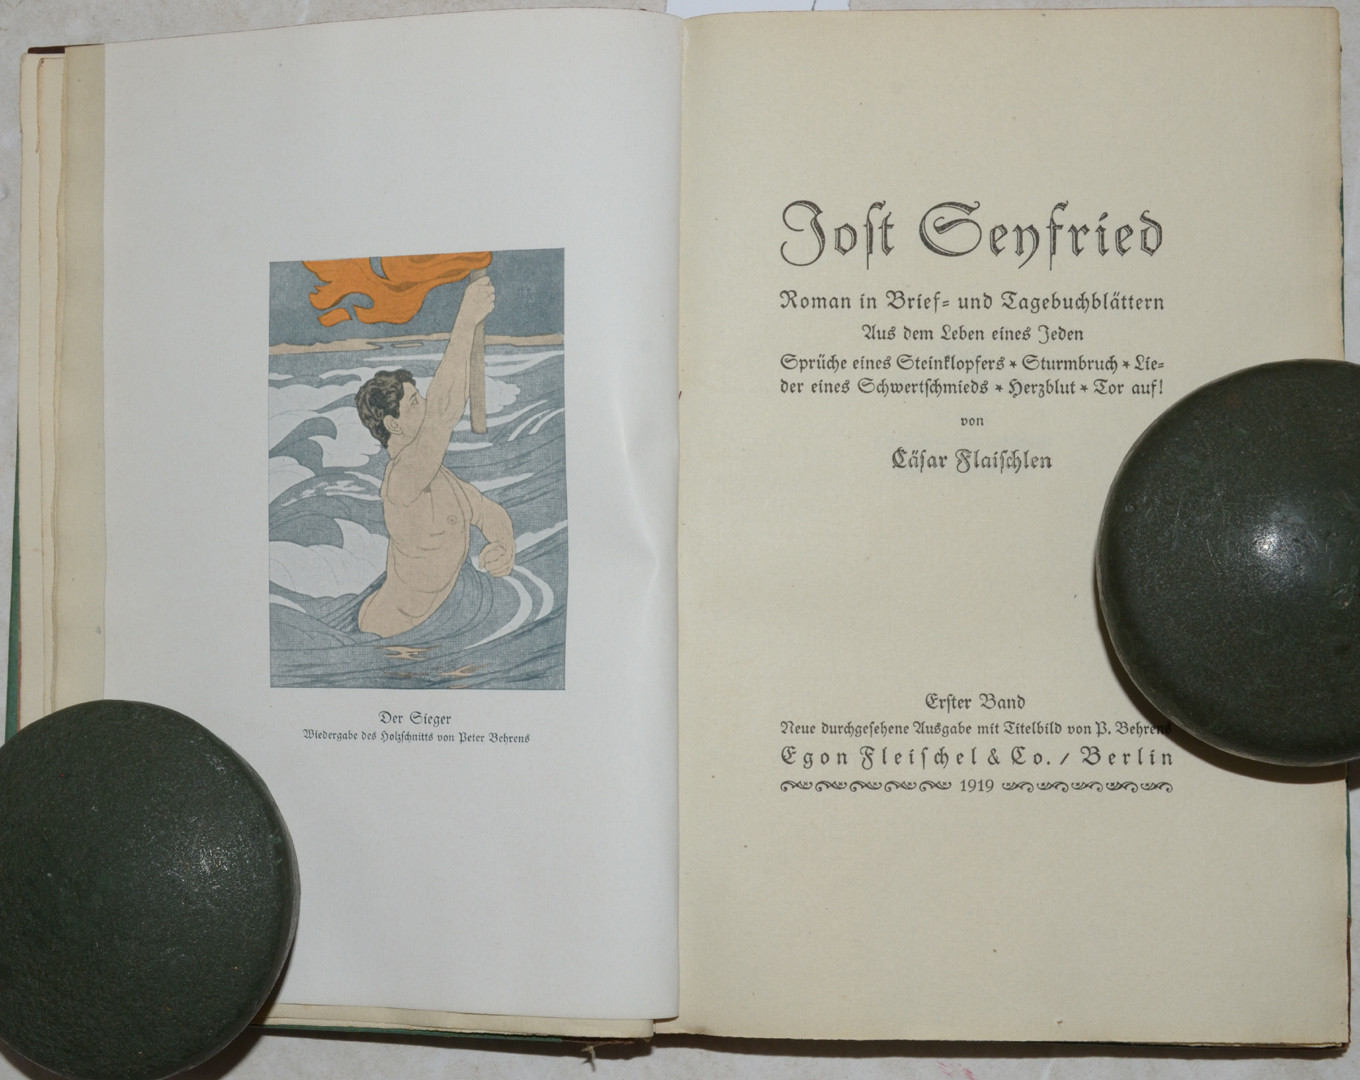 Der Sieger
Wiedergabe des Holzschnitts von Peter Behrens
Jost Seyfried
Roman in Brief- und Tagebuchblättern
Aus dem Leben eines Jeden
Sprüche eines Steinklopfers * Sturmbruch * Lie-
der eines Schwertschmieds * Herzblut * Tor auf!
von
Cäsar Flaischlen
Erster Band
Neue durchgesehene Ausgabe mit Titelbild von P. Behrens
Egon Fleischel & Co. / Berlin
1919